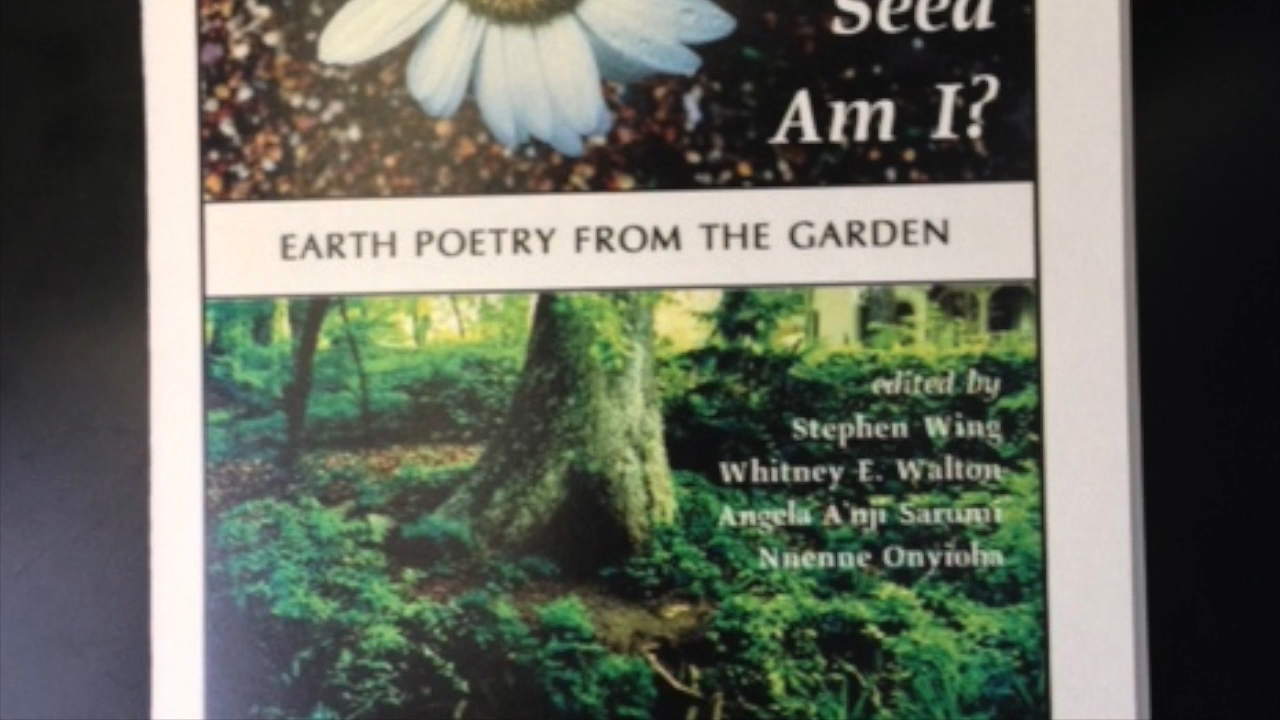 Seed
Am I?
EARTH POETRY FROM THE GARDEN
edited by
Stephen Wing
Whitney E. Walton
Angela A'nji Sarumi
Nnenne Onyioha